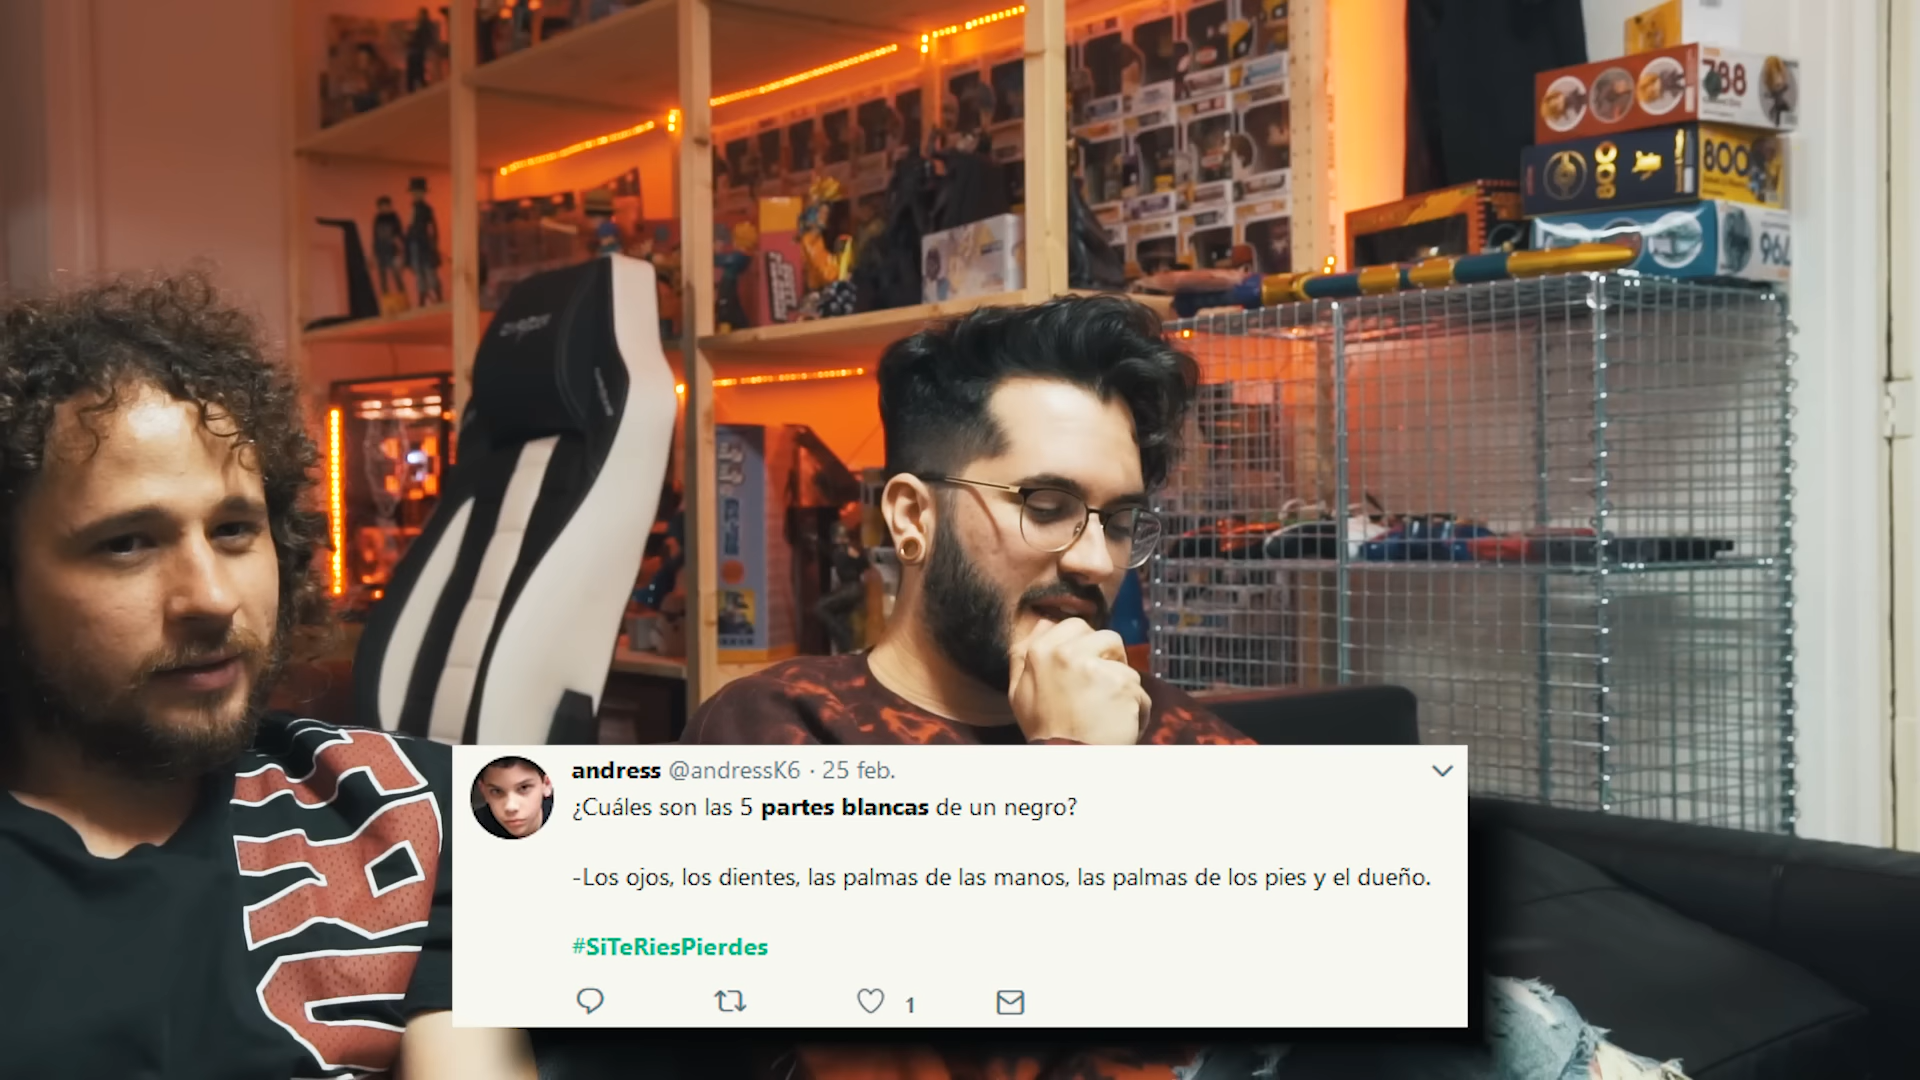 788
800
796
andress @andressK6 · 25 feb.
¿Cuáles son las 5 partes blancas de un negro?
-Los ojos, los dientes, las palmas de las manos, las palmas de los pies y el dueño.
#SiTeRiesPierdes
1